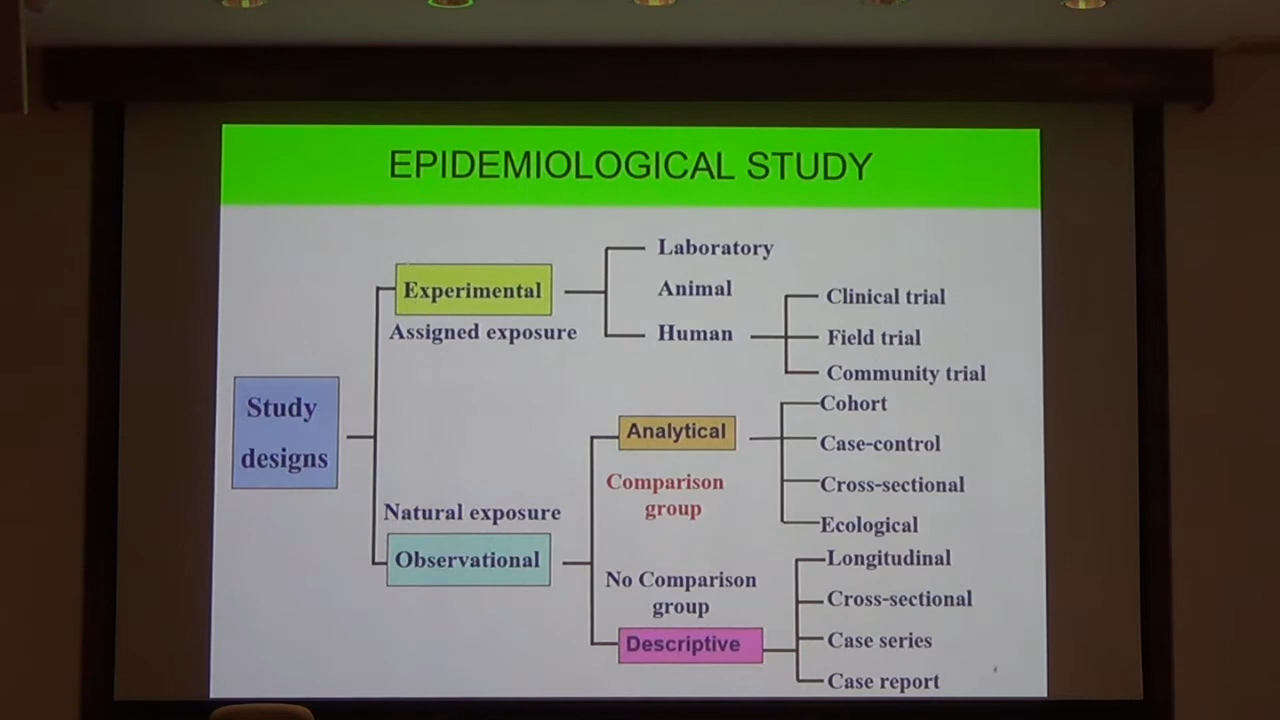 EPIDEMIOLOGICAL STUDY
Study
designs
Experimental
Assigned exposure
Laboratory
Animal
Human
Clinical trial
Field trial
Community trial
Natural exposure
Observational
Analytical
Comparison
group
Cohort
Case-control
Cross-sectional
Ecological
No Comparison
group
Descriptive
Longitudinal
Cross-sectional
Case series
Case report